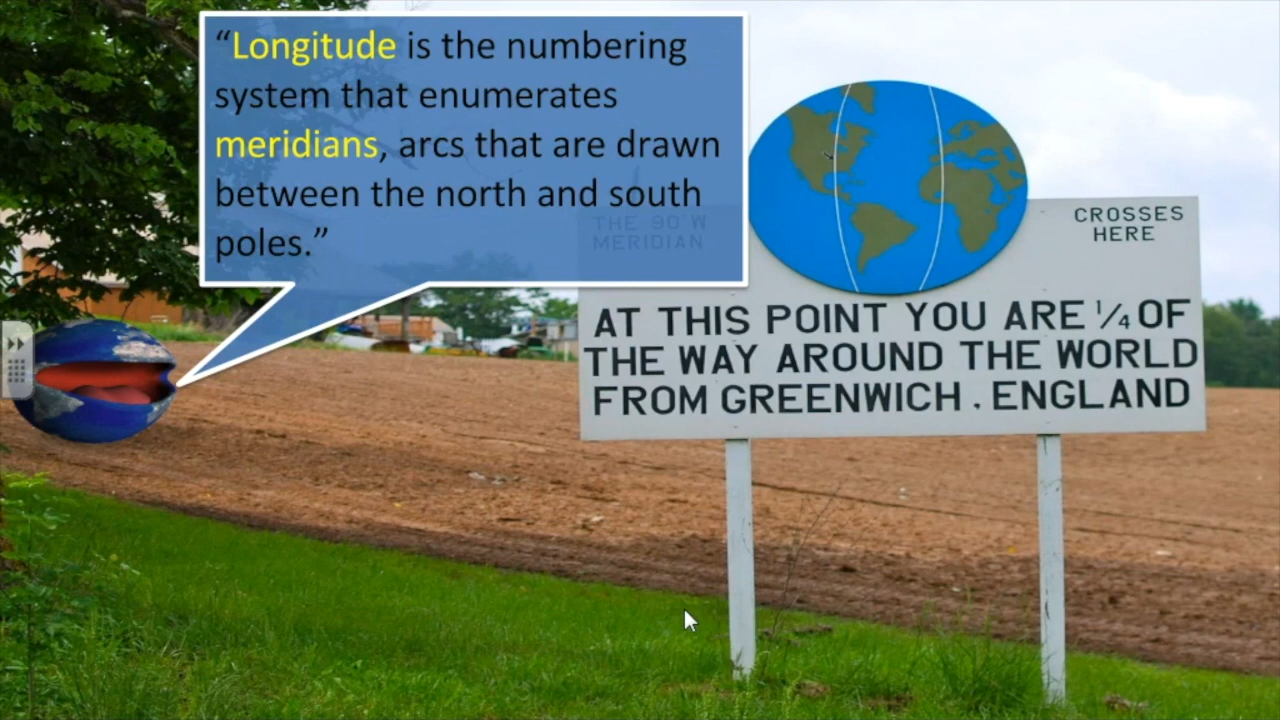 “Longitude is the numbering
system that enumerates
meridians, arcs that are drawn
between the north and south
poles.”
THE 90 W
MERIDIAN
CROSSES
HERE
AT THIS POINT YOU ARE 1/4 OF
THE WAY AROUND THE WORLD
FROM GREENWICH . ENGLAND